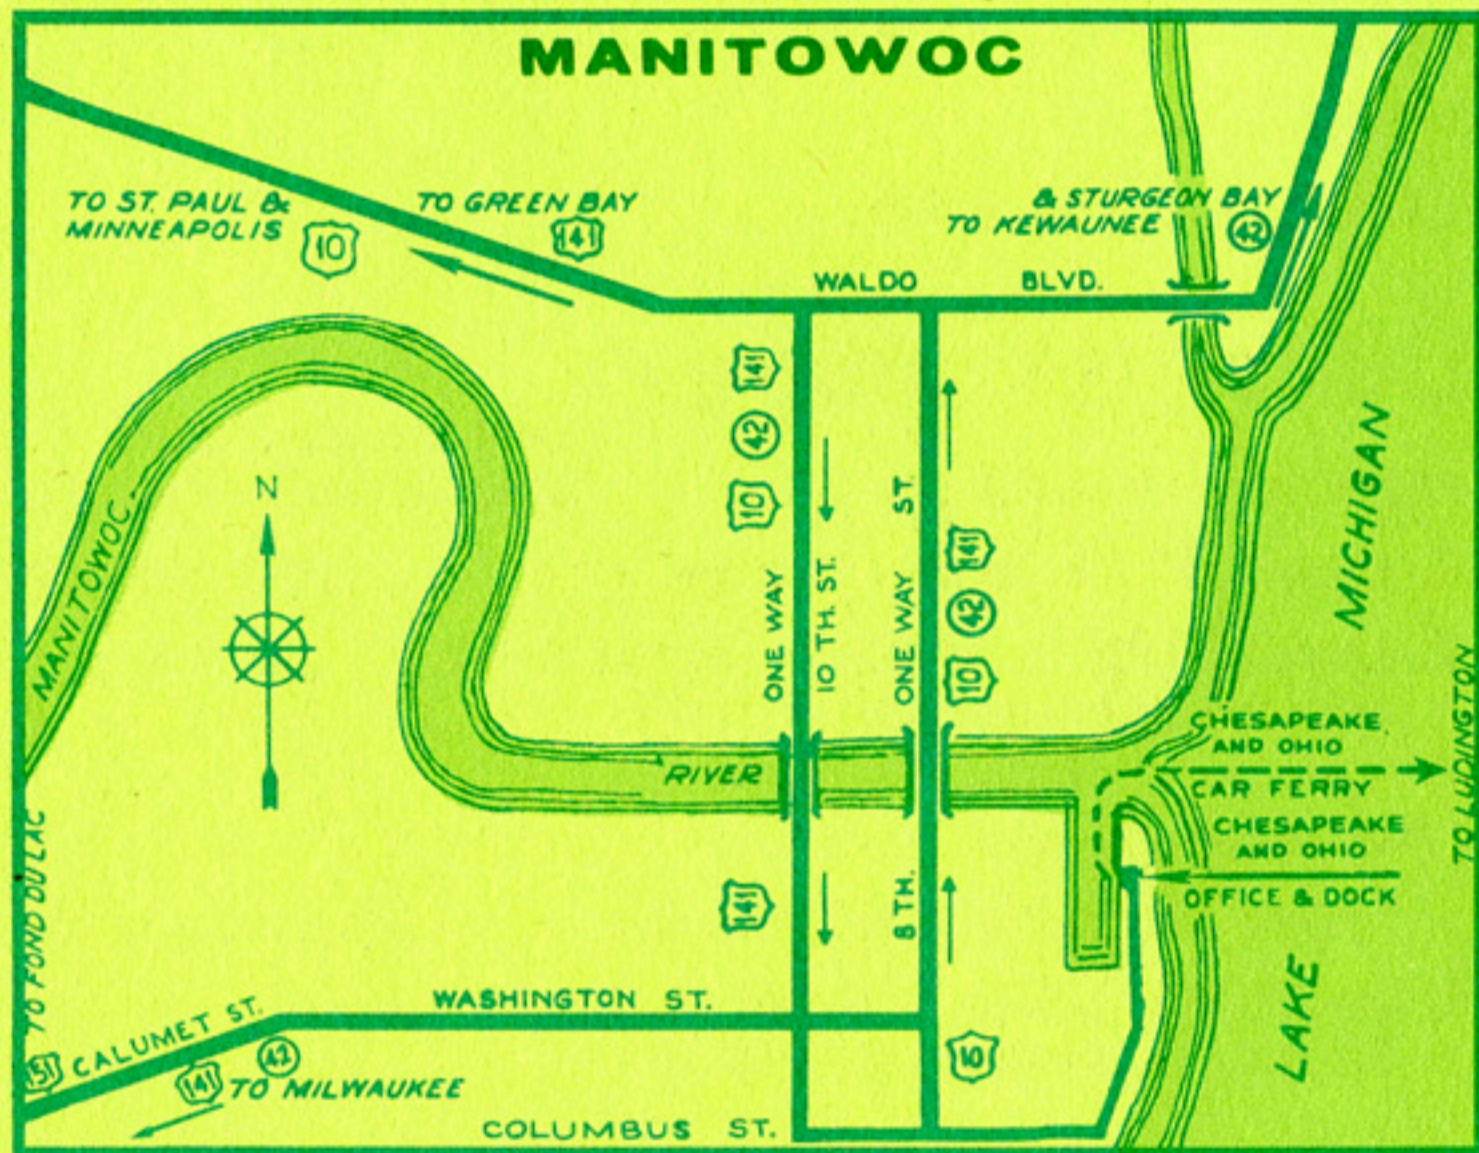 MANITOWOC
TO ST. PAUL &
MINNEAPOLIS
10
TO GREEN BAY
141
& STURGEON BAY
TO KEWAUNEE
42
WALDO BLVD.
141
42
10
ONE WAY
10 TH. ST.
ONE WAY ST.
8 TH.
141
42
10
N
MANITOWOC
RIVER
MICHIGAN
LAKE
CHESAPEAKE
AND OHIO
CAR FERRY
TO LUDINGTON
CHESAPEAKE
AND OHIO
OFFICE & DOCK
141
10
TO FOND DU LAC
151
CALUMET ST.
WASHINGTON ST.
42
141
TO MILWAUKEE
COLUMBUS ST.